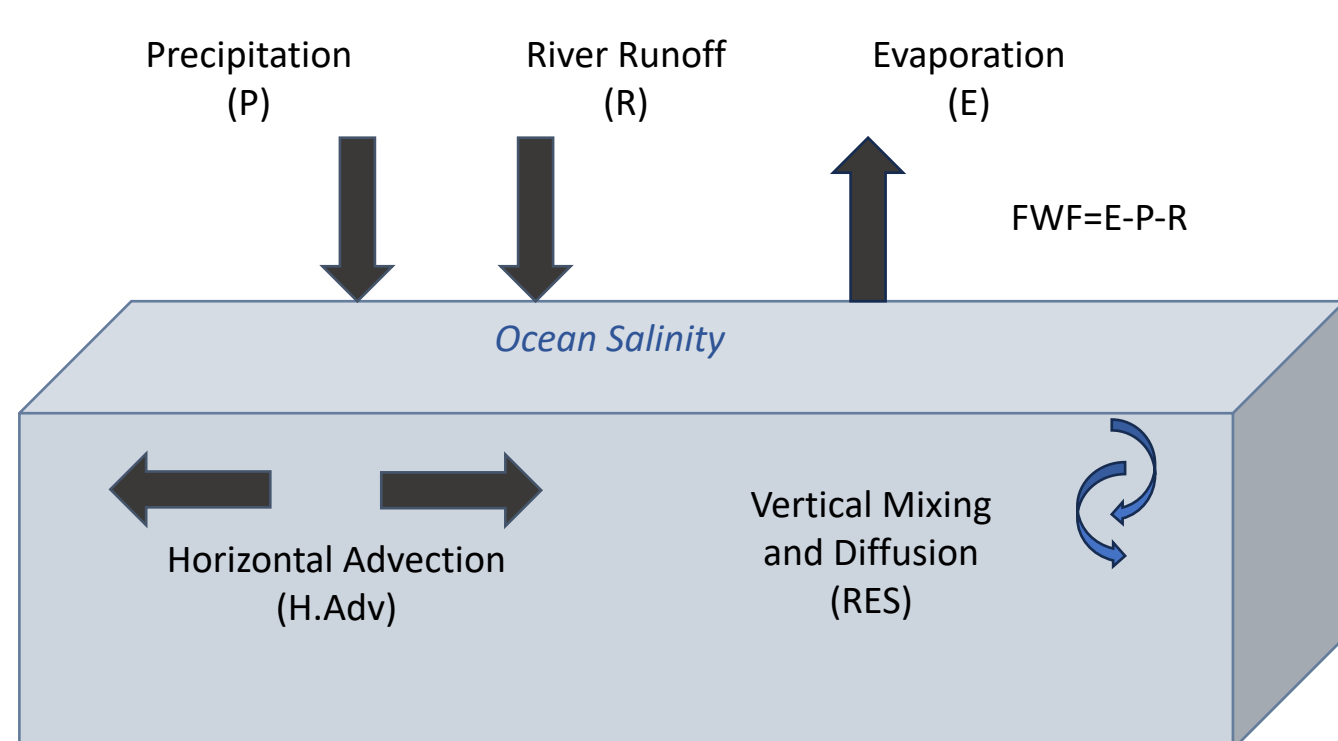 Precipitation
(P)
River Runoff
(R)
Evaporation
(E)
FWF=E-P-R
Ocean Salinity
Horizontal Advection
(H.Adv)
Vertical Mixing
and Diffusion
(RES)